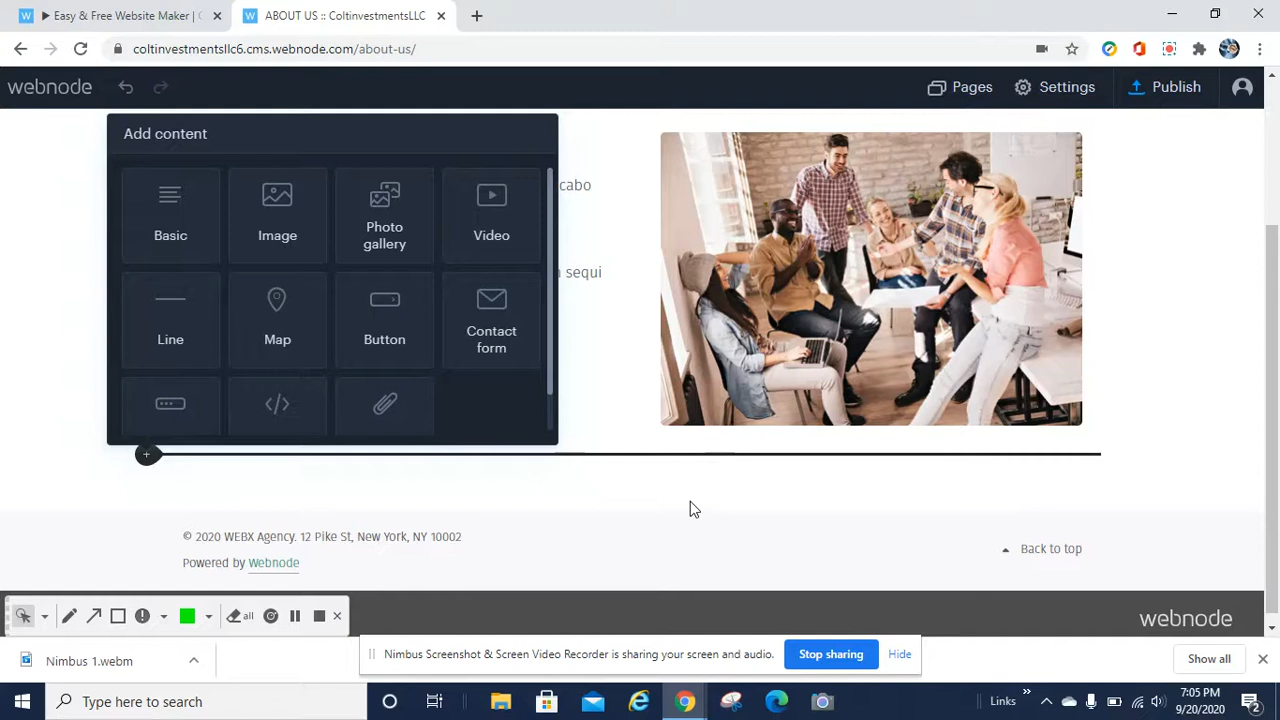 ▶ Easy & Free Website Maker |
ABOUT US :: ColtinvestmentsLLC
coltinvestmentsllc6.cms.webnode.com/about-us/
webnode
Pages
Settings
Publish
Add content
Basic
Image
Photo
gallery
Video
Line
Map
Button
Contact
form
cabo
sequi
© 2020 WEBX Agency. 12 Pike St, New York, NY 10002
Powered by Webnode
Back to top
all
webnode
Nimbus 1.webm
Nimbus Screenshot & Screen Video Recorder is sharing your screen and audio.
Stop sharing
Hide
Show all
Type here to search
Links
7:05 PM
9/20/2020
2